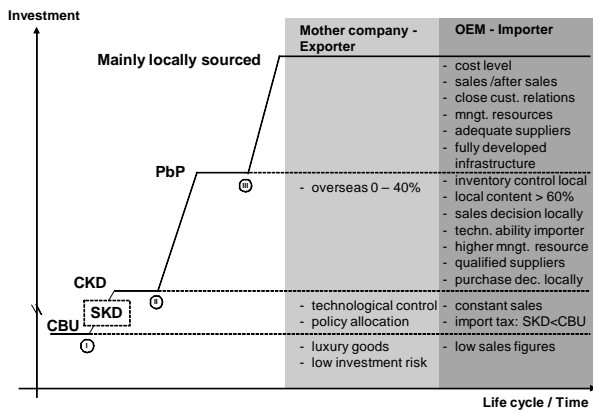 Investment
Mother company -
Exporter
OEM - Importer
Mainly locally sourced
- cost level
- sales /after sales
- close cust. relations
- mngt. resources
- adequate suppliers
- fully developed
infrastructure
PbP
III
- overseas 0 – 40%
- inventory control local
- local content > 60%
- sales decision locally
- techn. ability importer
- higher mngt. resource
- qualified suppliers
- purchase dec. locally
CKD
II
SKD
- technological control
- policy allocation
- constant sales
- import tax: SKD<CBU
CBU
I
- luxury goods
- low investment risk
- low sales figures
Life cycle / Time